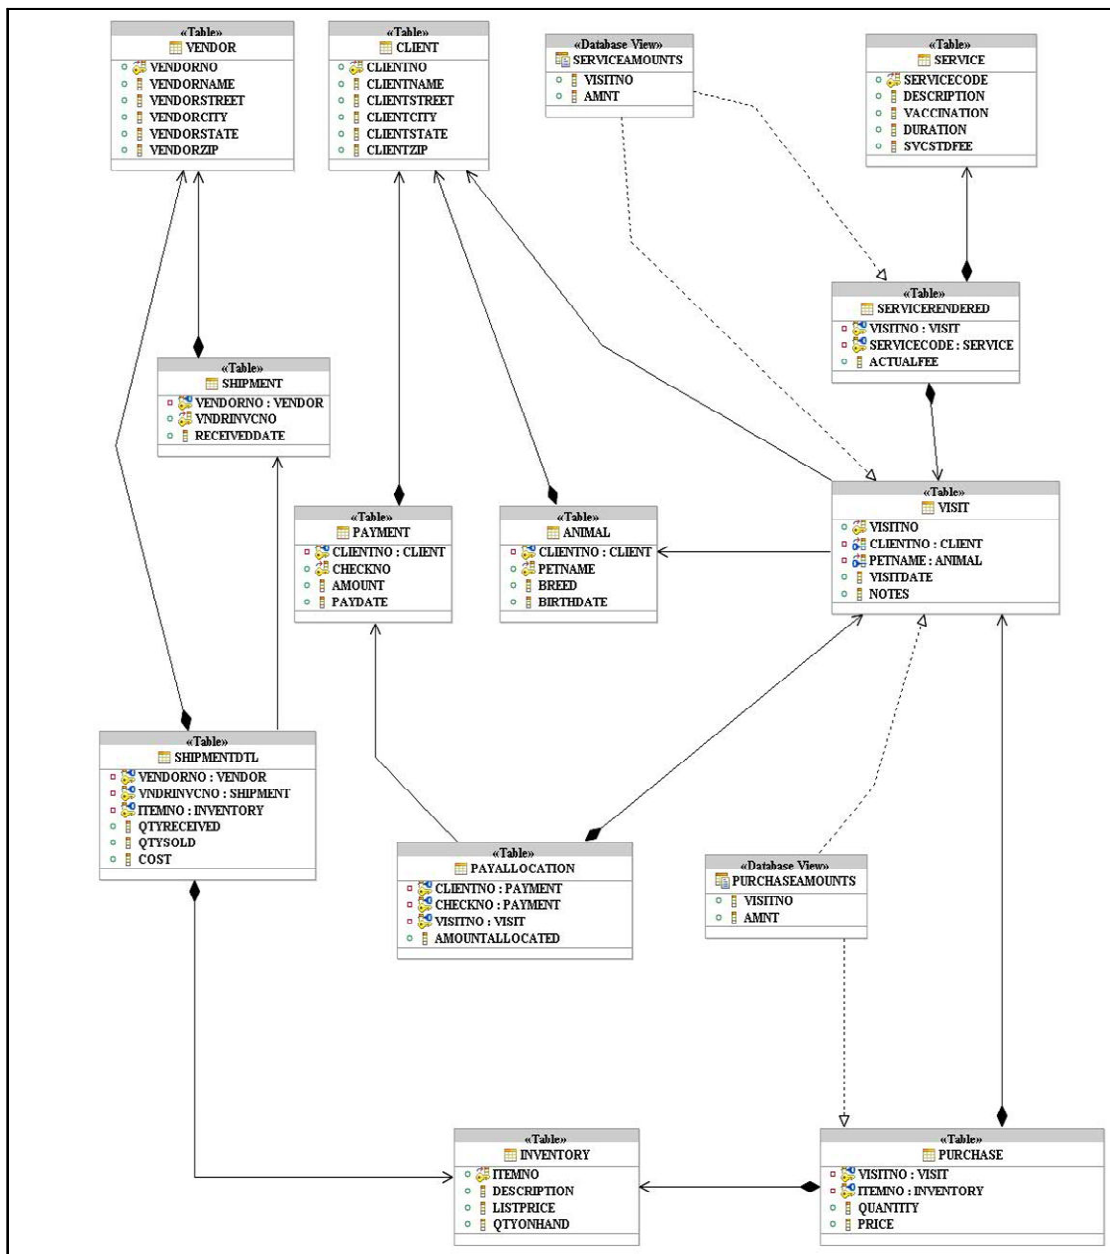 «Table»
VENDOR
VENDORNO
VENDORNAME
VENDORSTREET
VENDORCITY
VENDORSTATE
VENDORZIP
«Table»
CLIENT
CLIENTNO
CLIENTNAME
CLIENTSTREET
CLIENTCITY
CLIENTSTATE
CLIENTZIP
«Database View»
SERVICEAMOUNTS
VISITNO
AMNT
«Table»
SERVICE
SERVICECODE
DESCRIPTION
VACCINATION
DURATION
SVCSTDFEE
«Table»
SERVICERENDERED
VISITNO : VISIT
SERVICECODE : SERVICE
ACTUALFEE
«Table»
SHIPMENT
VENDORNO : VENDOR
VNDRINVCNO
RECEIVEDDATE
«Table»
PAYMENT
CLIENTNO : CLIENT
CHECKNO
AMOUNT
PAYDATE
«Table»
ANIMAL
CLIENTNO : CLIENT
PETNAME
BREED
BIRTHDATE
«Table»
VISIT
VISITNO
CLIENTNO : CLIENT
PETNAME : ANIMAL
VISITDATE
NOTES
«Table»
SHIPMENTDTL
VENDORNO : VENDOR
VNDRINVCNO : SHIPMENT
ITEMNO : INVENTORY
QTYRECEIVED
QTYSOLD
COST
«Table»
PAYALLOCATION
CLIENTNO : PAYMENT
CHECKNO : PAYMENT
VISITNO : VISIT
AMOUNTALLOCATED
«Database View»
PURCHASEAMOUNTS
VISITNO
AMNT
«Table»
INVENTORY
ITEMNO
DESCRIPTION
LISTPRICE
QTYONHAND
«Table»
PURCHASE
VISITNO : VISIT
ITEMNO : INVENTORY
QUANTITY
PRICE